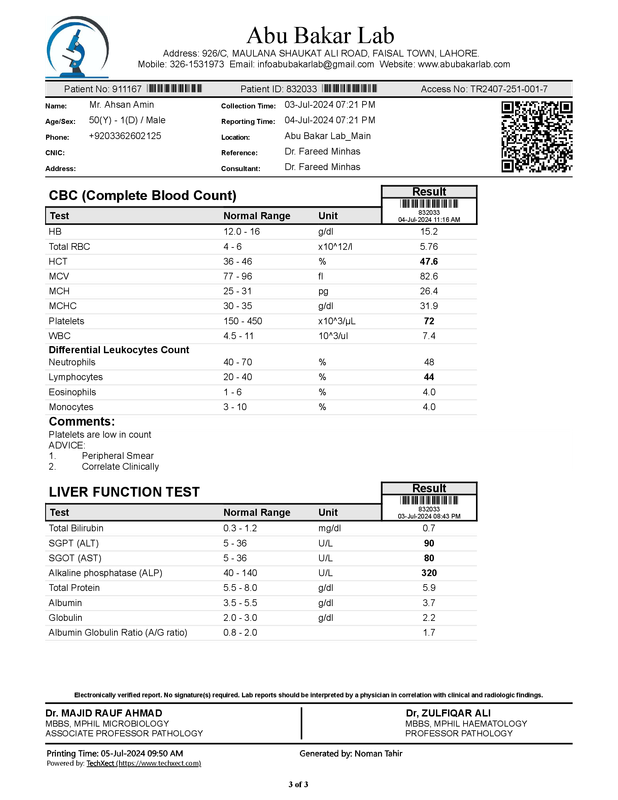 Abu Bakar Lab
Address: 926/C, MAULANA SHAUKAT ALI ROAD, FAISAL TOWN, LAHORE.
Mobile: 326-1531973 Email: infoabubakarlab@gmail.com Website: www.abubakarlab.com
Patient No: 911167 Patient ID: 832033 Access No: TR2407-251-001-7
Name: Mr. Ahsan Amin Collection Time: 03-Jul-2024 07:21 PM
Age/Sex: 50(Y) - 1(D) / Male Reporting Time: 04-Jul-2024 07:21 PM
Phone: +9203362602125 Location: Abu Bakar Lab_Main
CNIC: Reference: Dr. Fareed Minhas
Address: Consultant: Dr. Fareed Minhas
CBC (Complete Blood Count) Result
832033
04-Jul-2024 11:16 AM
Test Normal Range Unit
HB 12.0 - 16 g/dl 15.2
Total RBC 4 - 6 x10^12/l 5.76
HCT 36 - 46 % 47.6
MCV 77 - 96 fl 82.6
MCH 25 - 31 pg 26.4
MCHC 30 - 35 g/dl 31.9
Platelets 150 - 450 x10^3/µL 72
WBC 4.5 - 11 10^3/ul 7.4
Differential Leukocytes Count
Neutrophils 40 - 70 % 48
Lymphocytes 20 - 40 % 44
Eosinophils 1 - 6 % 4.0
Monocytes 3 - 10 % 4.0
Comments:
Platelets are low in count
ADVICE:
1. Peripheral Smear
2. Correlate Clinically
LIVER FUNCTION TEST Result
832033
03-Jul-2024 08:43 PM
Test Normal Range Unit
Total Bilirubin 0.3 - 1.2 mg/dl 0.7
SGPT (ALT) 5 - 36 U/L 90
SGOT (AST) 5 - 36 U/L 80
Alkaline phosphatase (ALP) 40 - 140 U/L 320
Total Protein 5.5 - 8.0 g/dl 5.9
Albumin 3.5 - 5.5 g/dl 3.7
Globulin 2.0 - 3.0 g/dl 2.2
Albumin Globulin Ratio (A/G ratio) 0.8 - 2.0 1.7
Electronically verified report. No signature(s) required. Lab reports should be interpreted by a physician in correlation with clinical and radiologic findings.
Dr. MAJID RAUF AHMAD Dr, ZULFIQAR ALI
MBBS, MPHIL MICROBIOLOGY MBBS, MPHIL HAEMATOLOGY
ASSOCIATE PROFESSOR PATHOLOGY PROFESSOR PATHOLOGY
Printing Time: 05-Jul-2024 09:50 AM Generated by: Noman Tahir
Powered by: TechXect (https://www.techxect.com)
3 of 3